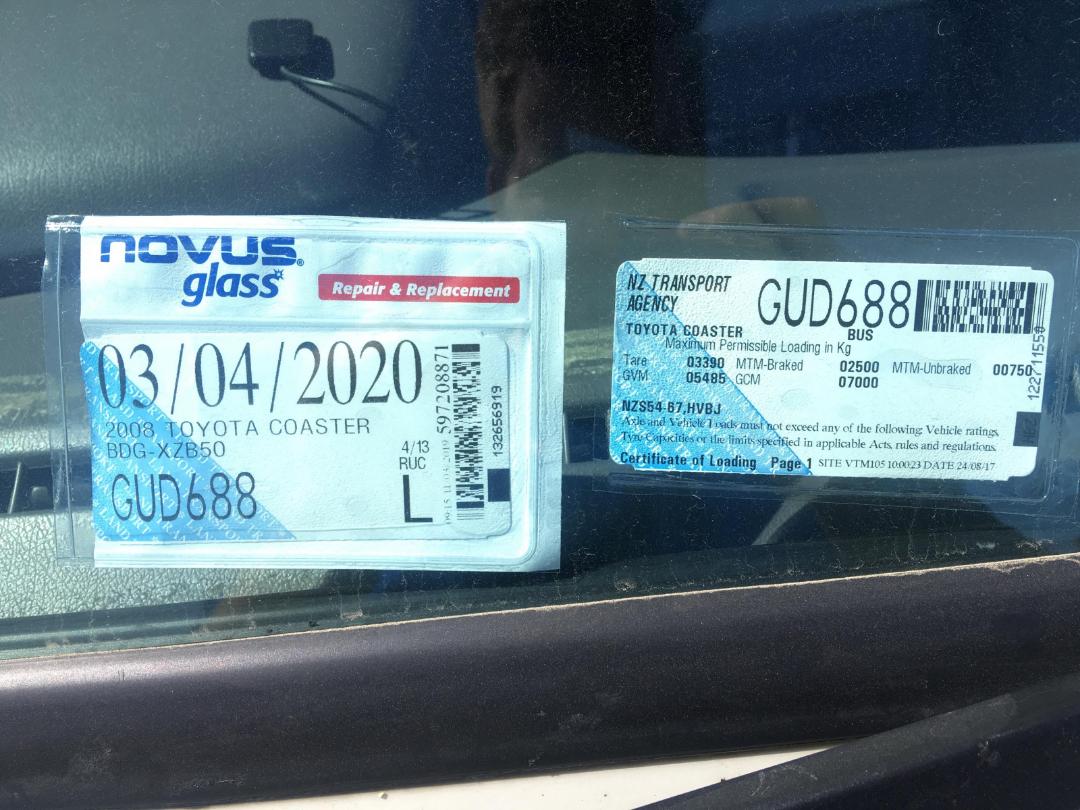 novus®
glass
Repair & Replacement
03/04/2020
2008 TOYOTA COASTER
BDG-XZB50
GUD688
4/13
RUC
L
597208871
132656919
NZ TRANSPORT
AGENCY
GUD688
TOYOTA COASTER
BUS
Maximum Permissible Loading in Kg
Tare 03390 MTM-Braked 02500 MTM-Unbraked 00750
GVM 05485 GCM 07000
NZS54-67,HVBJ
Axle and Vehicle Loads must not exceed any of the following Vehicle ratings,
Tyre Capacities or the limits specified in applicable Acts, rules and regulations.
Certificate of Loading Page 1 SITE VTM105 10:00:23 DATE 24/08/17